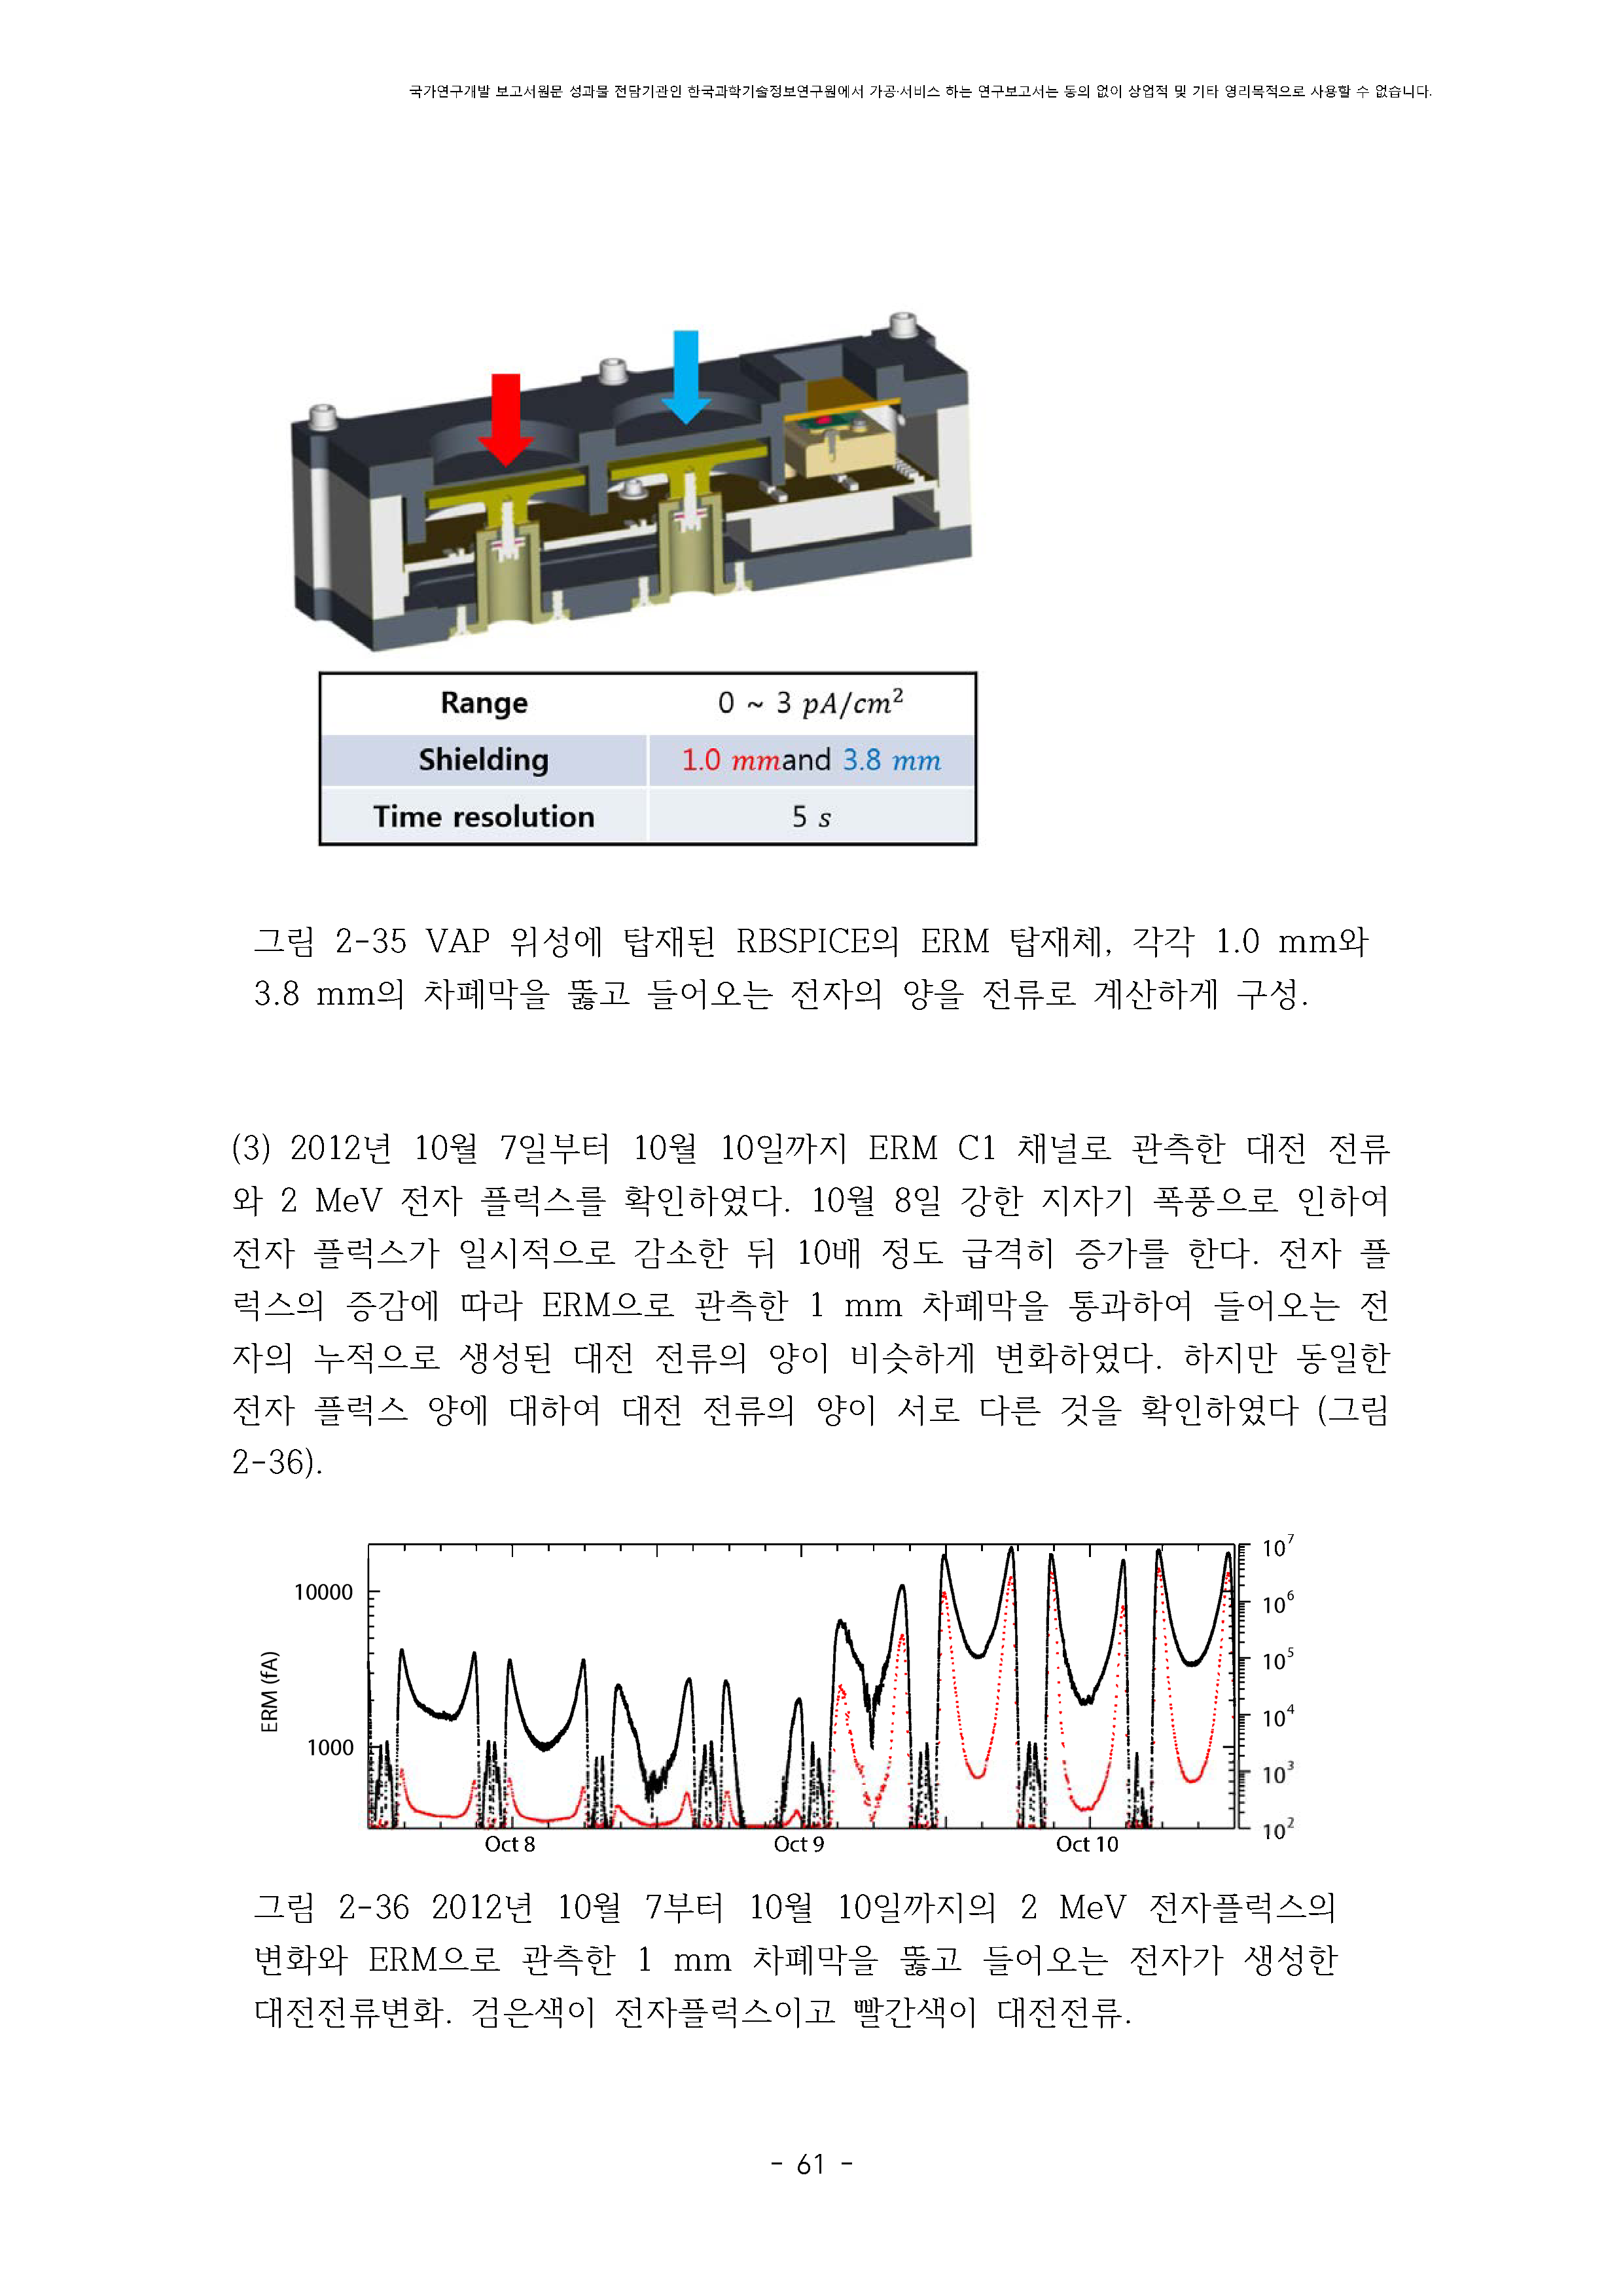 국가연구개발 보고서원문 성과물 전담기관인 한국과학기술정보연구원에서 가공·서비스 하는 연구보고서는 동의 없이 상업적 및 기타 영리목적으로 사용할 수 없습니다.
Range 0 ~ 3 pA/cm²
Shielding 1.0 mmand 3.8 mm
Time resolution 5 s
그림 2-35 VAP 위성에 탑재된 RBSPICE의 ERM 탑재체, 각각 1.0 mm와
3.8 mm의 차폐막을 뚫고 들어오는 전자의 양을 전류로 계산하게 구성.
(3) 2012년 10월 7일부터 10월 10일까지 ERM C1 채널로 관측한 대전 전류
와 2 MeV 전자 플럭스를 확인하였다. 10월 8일 강한 지자기 폭풍으로 인하여
전자 플럭스가 일시적으로 감소한 뒤 10배 정도 급격히 증가를 한다. 전자 플
럭스의 증감에 따라 ERM으로 관측한 1 mm 차폐막을 통과하여 들어오는 전
자의 누적으로 생성된 대전 전류의 양이 비슷하게 변화하였다. 하지만 동일한
전자 플럭스 양에 대하여 대전 전류의 양이 서로 다른 것을 확인하였다 (그림
2-36).
ERM (fA)
10000
1000
10⁷
10⁶
10⁵
10⁴
10³
10²
Oct 8 Oct 9 Oct 10
그림 2-36 2012년 10월 7부터 10월 10일까지의 2 MeV 전자플럭스의
변화와 ERM으로 관측한 1 mm 차폐막을 뚫고 들어오는 전자가 생성한
대전전류변화. 검은색이 전자플럭스이고 빨간색이 대전전류.
- 61 -